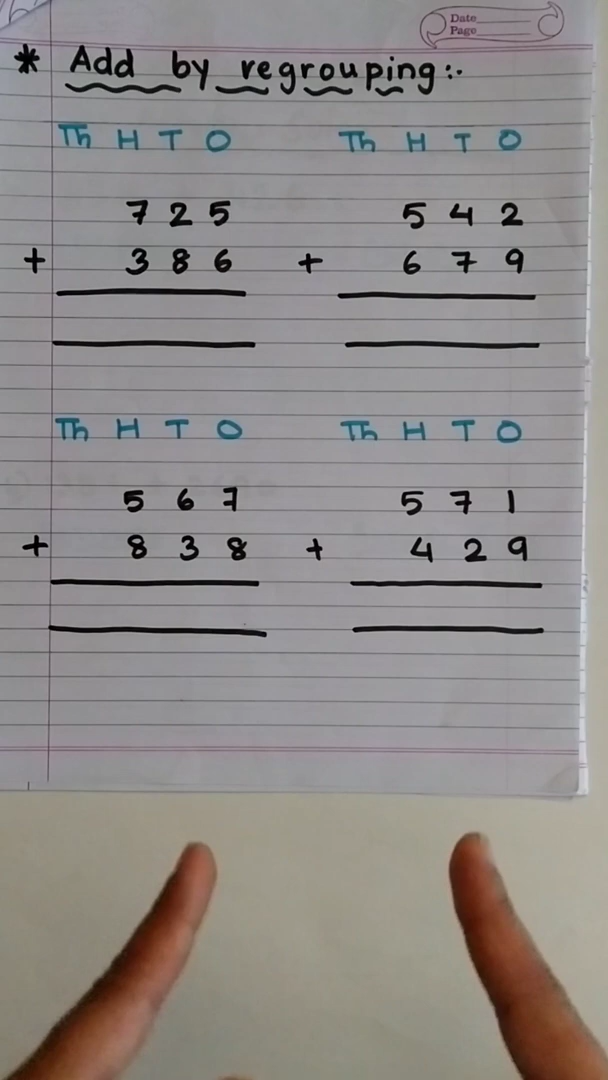 Date
Page
* Add by regrouping:-
Th H T O
7 2 5
+ 3 8 6
Th H T O
5 4 2
+ 6 7 9
Th H T O
5 6 7
+ 8 3 8
Th H T O
5 7 1
+ 4 2 9